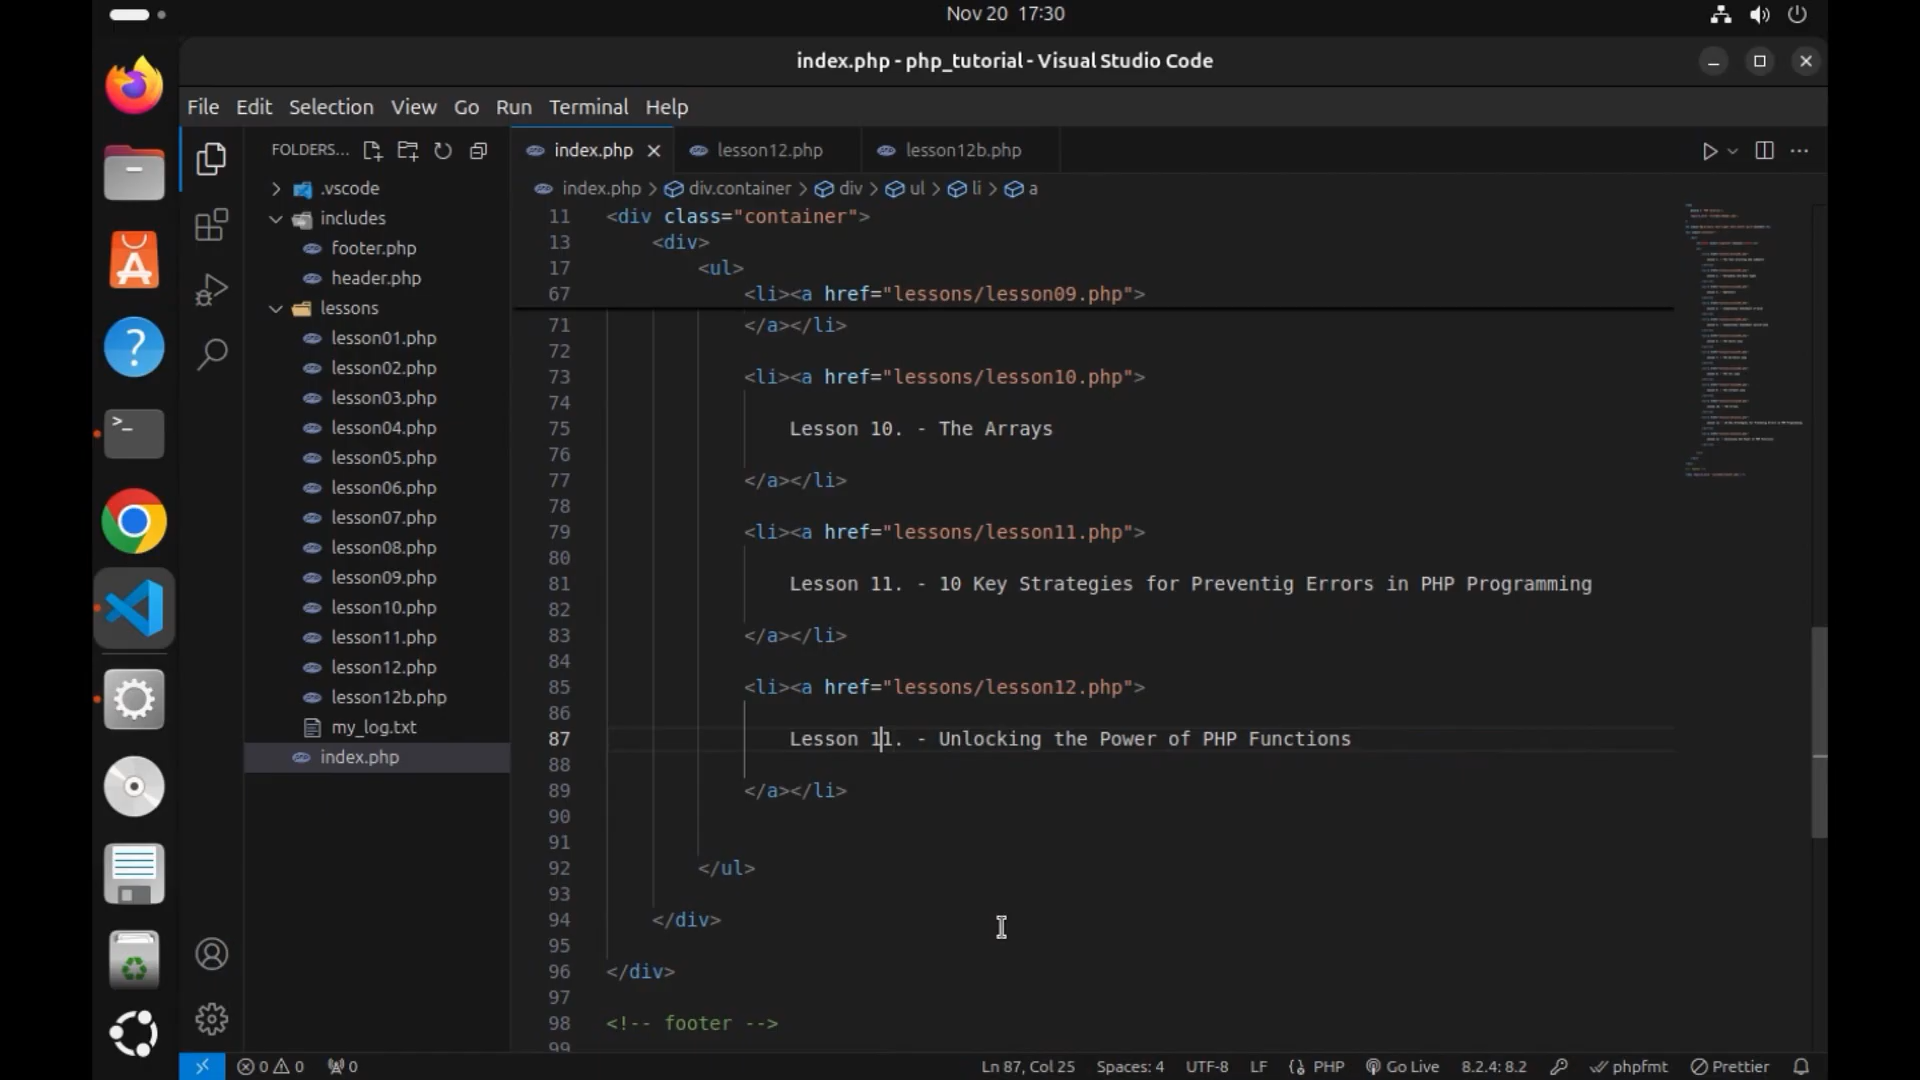 Nov 20 17:30
index.php - php_tutorial - Visual Studio Code
File Edit Selection View Go Run Terminal Help
FOLDERS...
index.php
lesson12.php
lesson12b.php
.vscode
includes
footer.php
header.php
lessons
lesson01.php
lesson02.php
lesson03.php
lesson04.php
lesson05.php
lesson06.php
lesson07.php
lesson08.php
lesson09.php
lesson10.php
lesson11.php
lesson12.php
lesson12b.php
my_log.txt
index.php
index.php > div.container > div > ul > li > a
11 <div class="container">
13 <div>
17 <ul>
67 <li><a href="lessons/lesson09.php">
71 </a></li>
72
73 <li><a href="lessons/lesson10.php">
74
75 Lesson 10. - The Arrays
76
77 </a></li>
78
79 <li><a href="lessons/lesson11.php">
80
81 Lesson 11. - 10 Key Strategies for Preventig Errors in PHP Programming
82
83 </a></li>
84
85 <li><a href="lessons/lesson12.php">
86
87 Lesson 11. - Unlocking the Power of PHP Functions
88
89 </a></li>
90
91
92 </ul>
93
94 </div>
95
96 </div>
97
98 <!-- footer -->
99
0 0 0 Ln 87, Col 25 Spaces: 4 UTF-8 LF PHP Go Live 8.2.4: 8.2 phpfmt Prettier